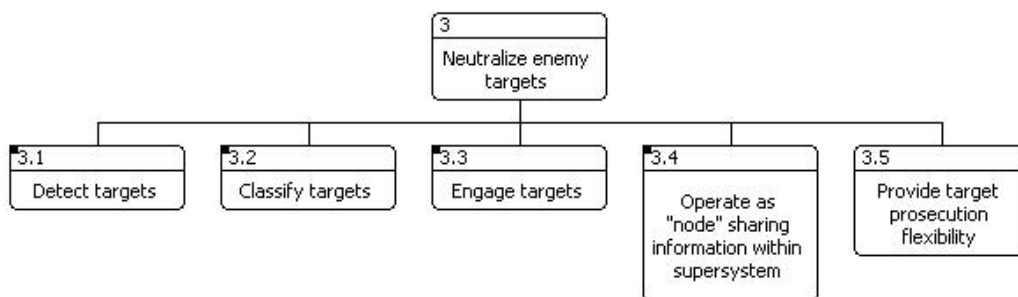 3
Neutralize enemy
targets
3.1
Detect targets
3.2
Classify targets
3.3
Engage targets
3.4
Operate as
"node" sharing
information within
supersystem
3.5
Provide target
prosecution
flexibility